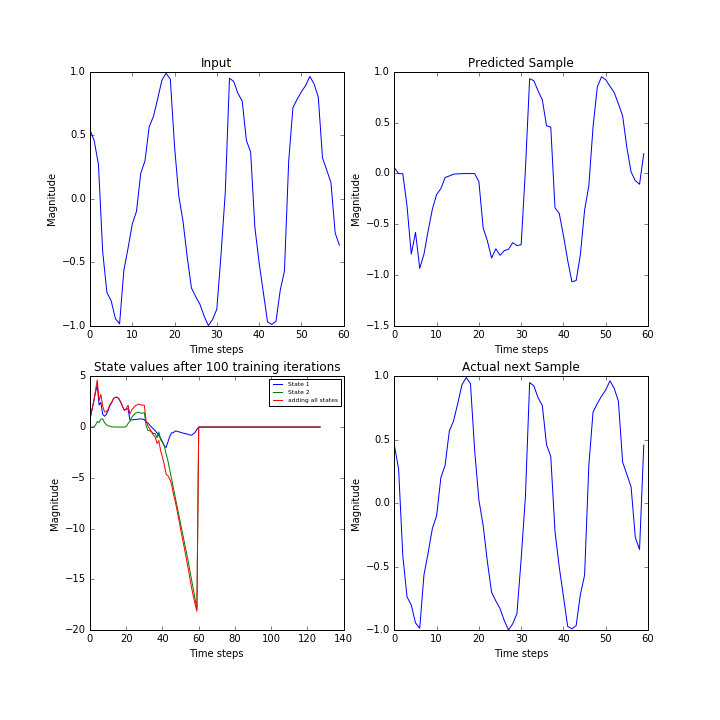 Input
1.0
0.5
0.0
−0.5
−1.0
Magnitude
0 10 20 30 40 50 60
Time steps
Predicted Sample
1.0
0.5
0.0
−0.5
−1.0
−1.5
Magnitude
0 10 20 30 40 50 60
Time steps
State values after 100 training iterations
5
0
−5
−10
−15
−20
Magnitude
State 1
State 2
adding all states
0 20 40 60 80 100 120 140
Time steps
Actual next Sample
1.0
0.5
0.0
−0.5
−1.0
Magnitude
0 10 20 30 40 50 60
Time steps